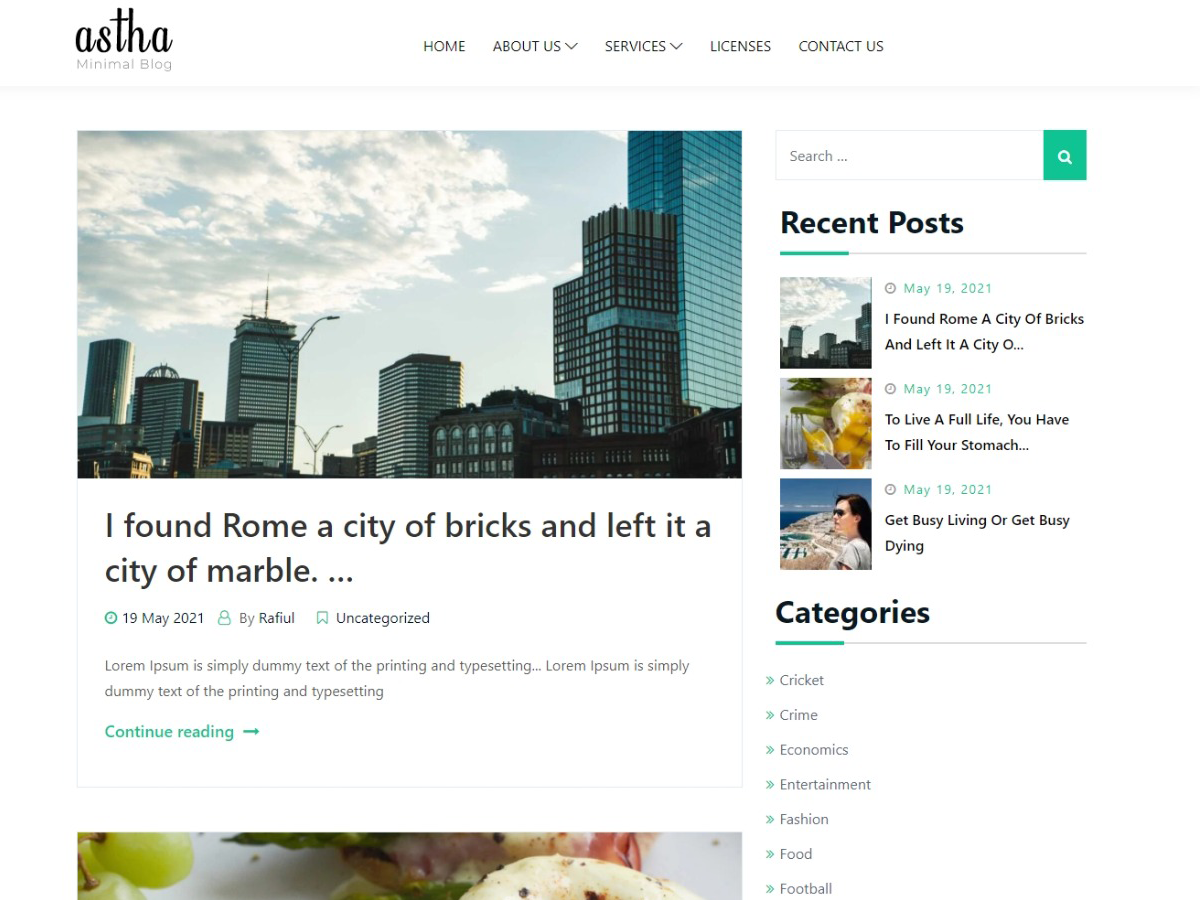 astha
Minimal Blog
HOME
ABOUT US
SERVICES
LICENSES
CONTACT US
I found Rome a city of bricks and left it a
city of marble. ...
19 May 2021 By Rafiul Uncategorized
Lorem Ipsum is simply dummy text of the printing and typesetting... Lorem Ipsum is simply
dummy text of the printing and typesetting
Continue reading
Search ...
Recent Posts
May 19, 2021
I Found Rome A City Of Bricks
And Left It A City O...
May 19, 2021
To Live A Full Life, You Have
To Fill Your Stomach...
May 19, 2021
Get Busy Living Or Get Busy
Dying
Categories
Cricket
Crime
Economics
Entertainment
Fashion
Food
Football